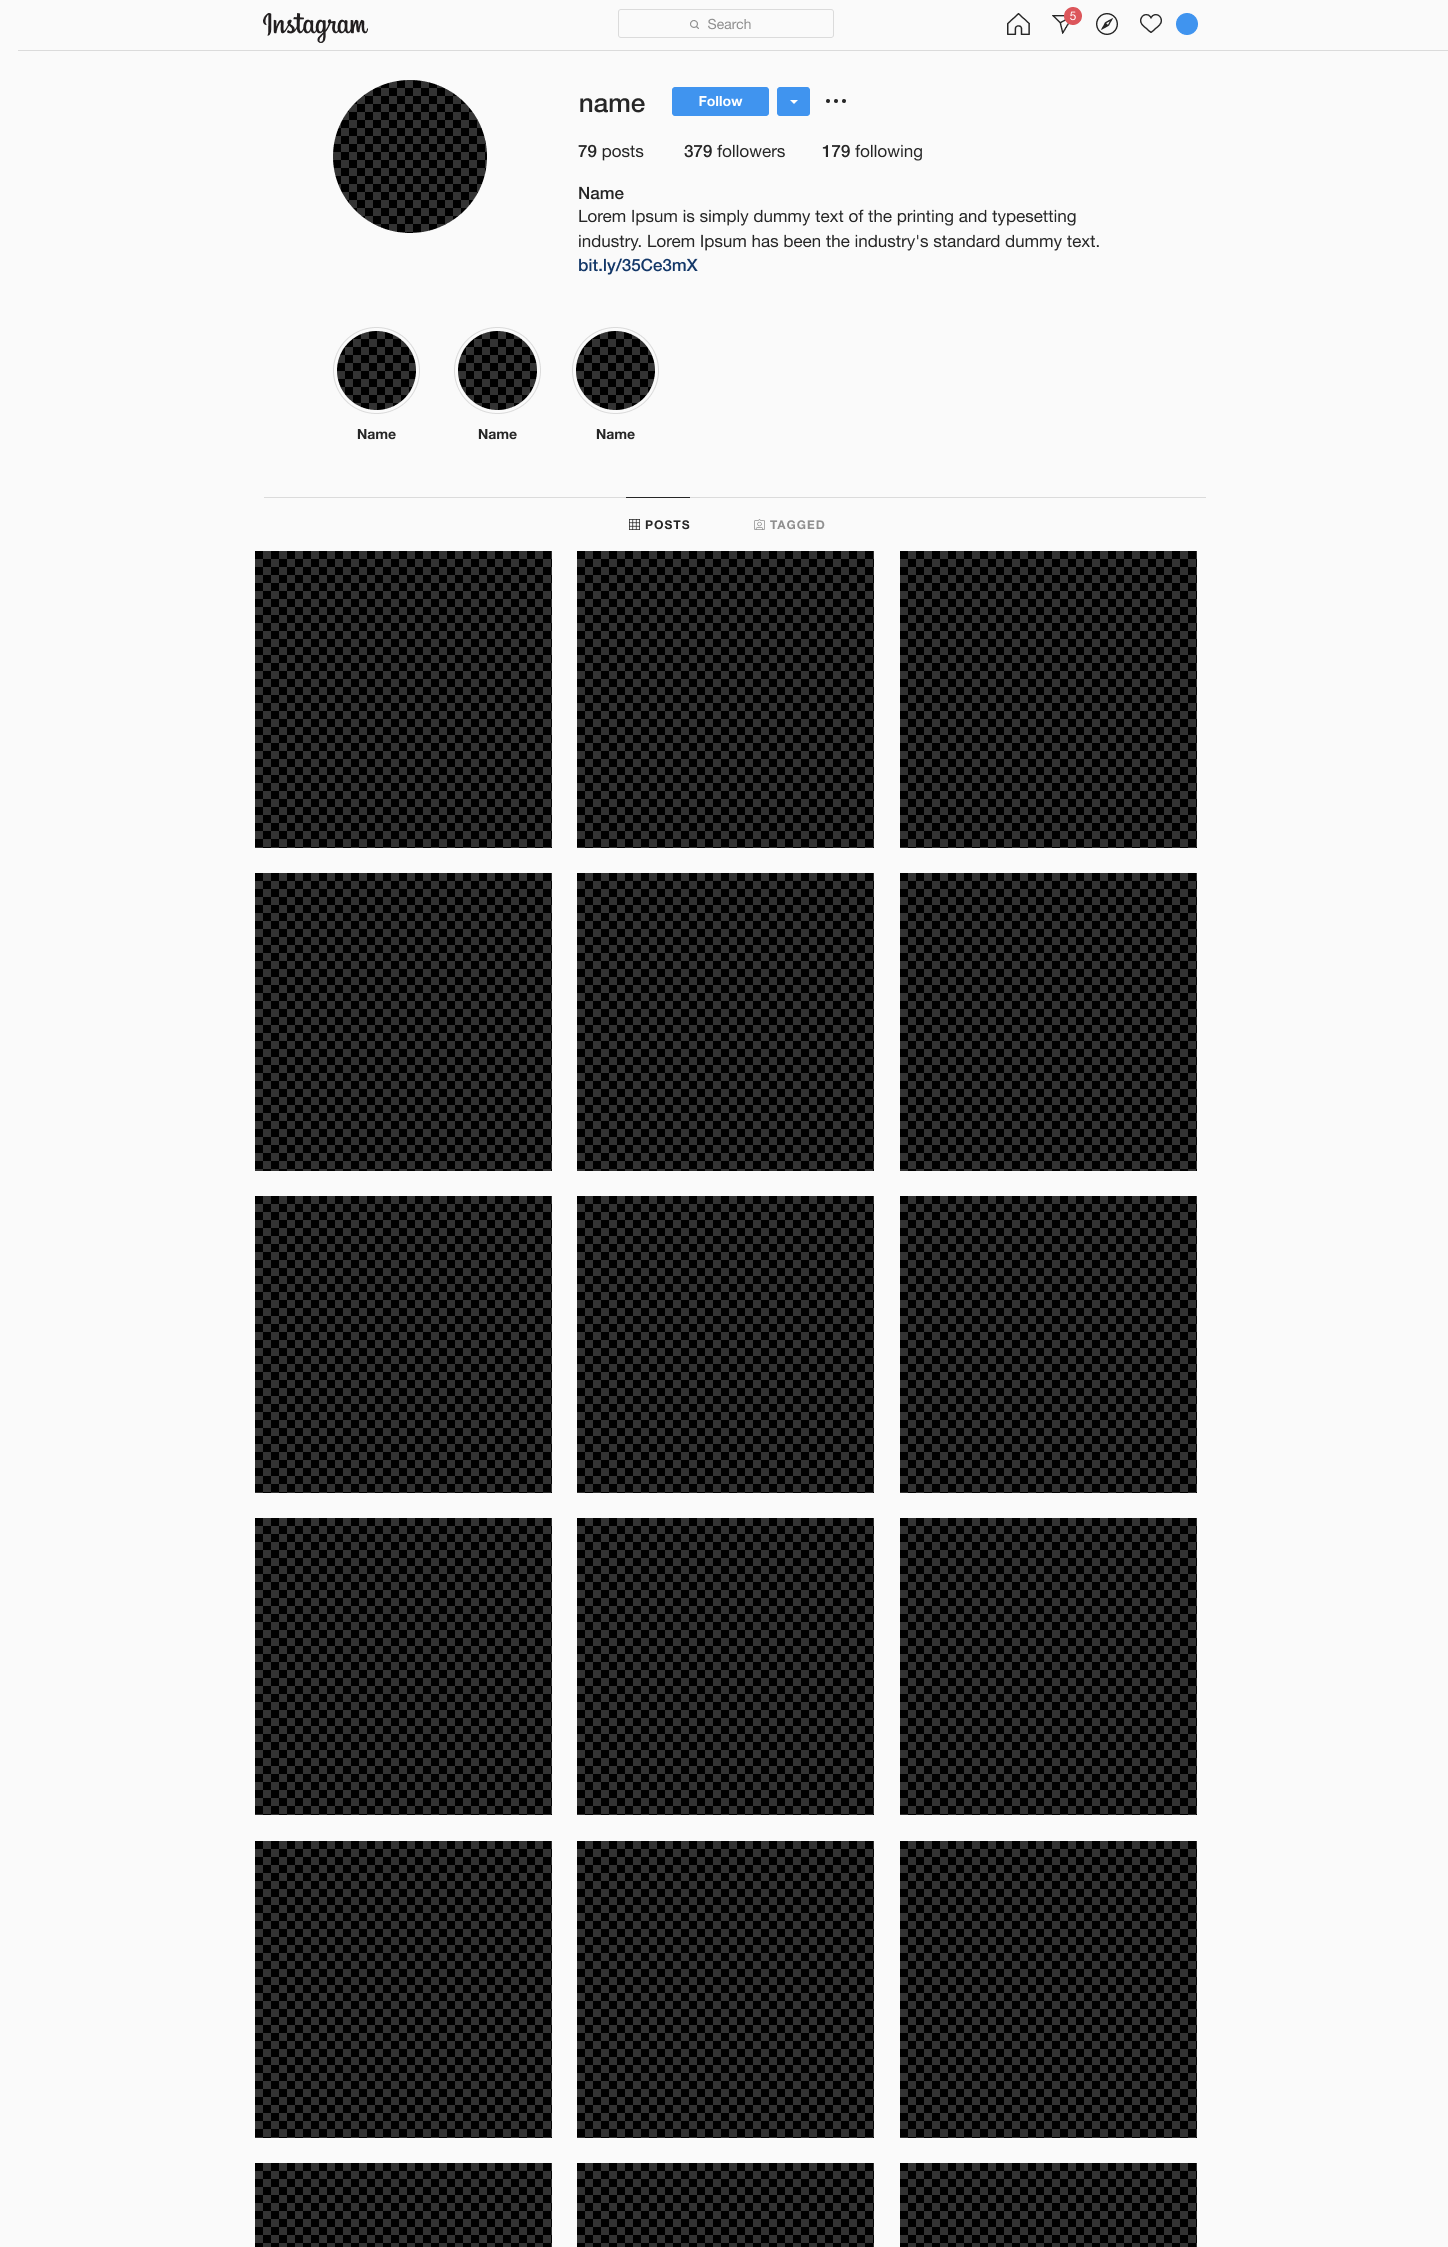 Instagram
Search
5
name
Follow
79 posts 379 followers 179 following
Name
Lorem Ipsum is simply dummy text of the printing and typesetting
industry. Lorem Ipsum has been the industry's standard dummy text.
bit.ly/35Ce3mX
Name Name Name
POSTS TAGGED